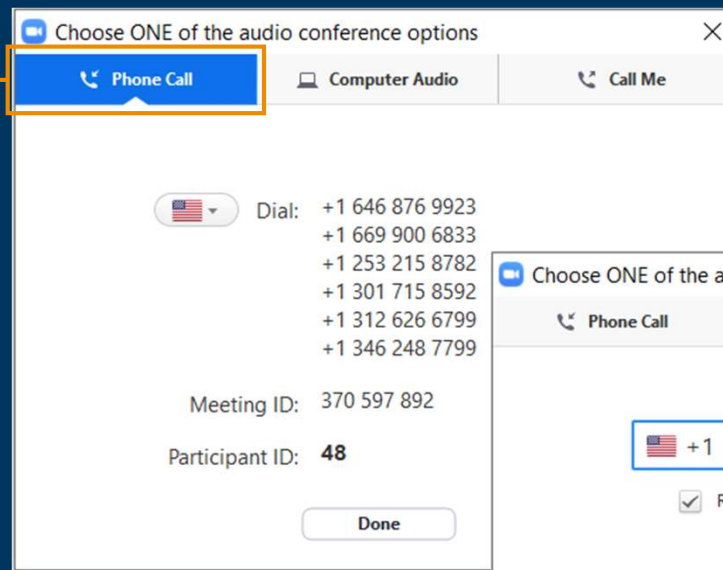 Choose ONE of the audio conference options
Phone Call
Computer Audio
Call Me
Dial:
+1 646 876 9923
+1 669 900 6833
+1 253 215 8782
+1 301 715 8592
+1 312 626 6799
+1 346 248 7799
Meeting ID: 370 597 892
Participant ID: 48
Done
Choose ONE of the a
Phone Call
+1